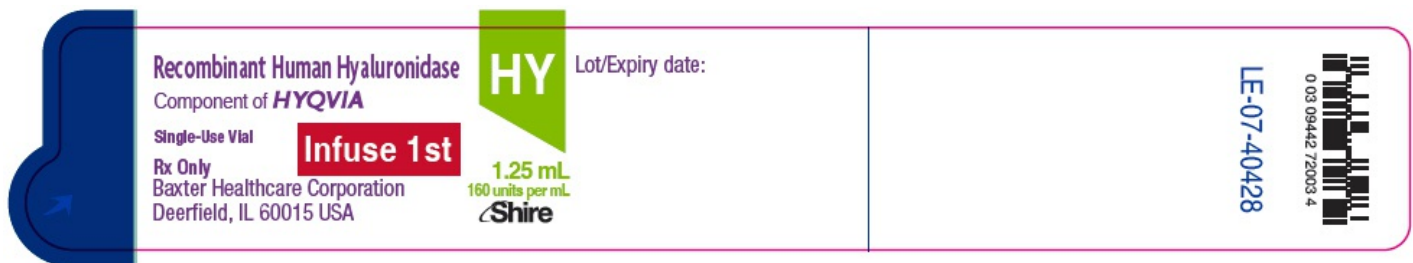 Recombinant Human Hyaluronidase
Component of HYQVIA
Single-Use Vial
Infuse 1st
Rx Only
Baxter Healthcare Corporation
Deerfield, IL 60015 USA
HY
1.25 mL
160 units per mL
Shire
Lot/Expiry date:
LE-07-40428
0 03 09442 72003 4